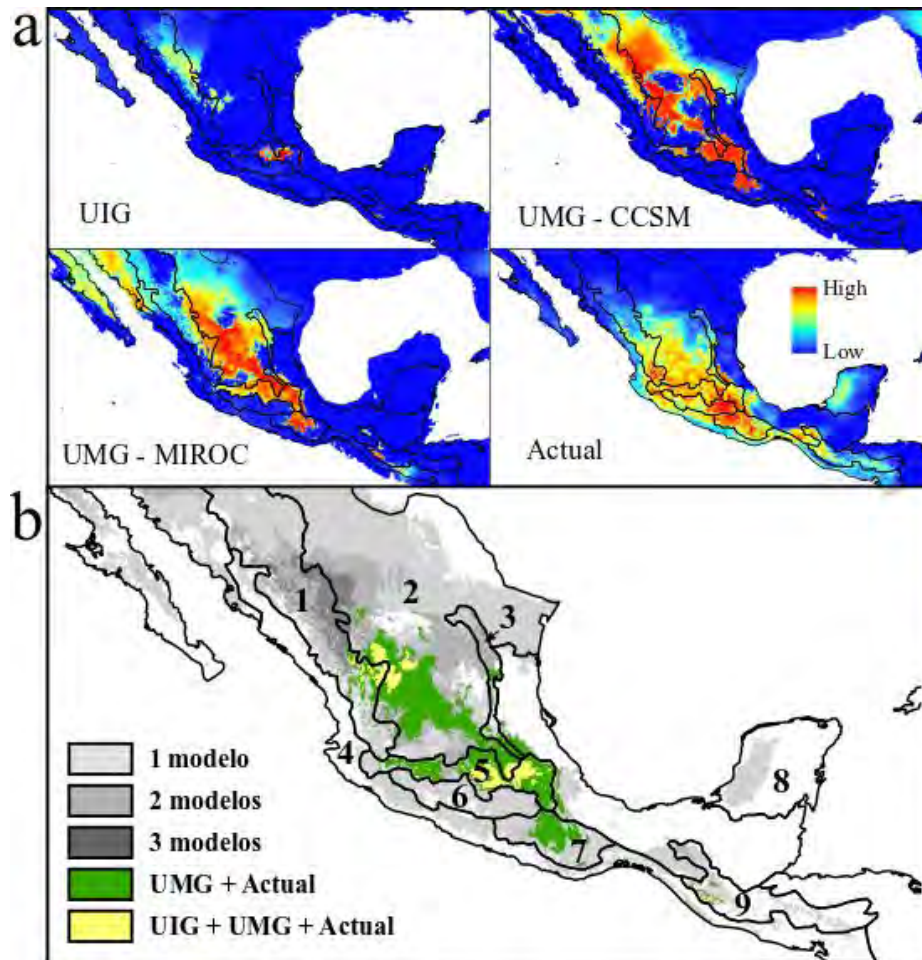 a
UIG
UMG - CCSM
UMG - MIROC
Actual
High
Low
b
1
2
3
4
5
6
7
8
9
1 modelo
2 modelos
3 modelos
UMG + Actual
UIG + UMG + Actual